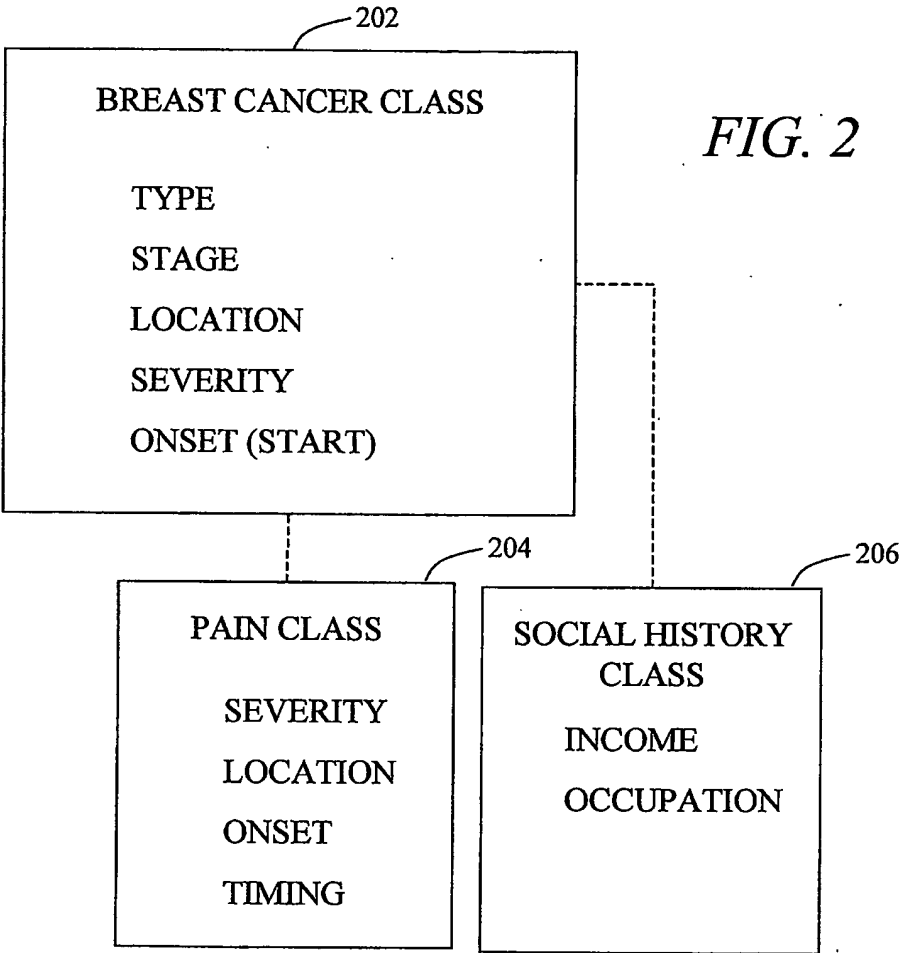 202
BREAST CANCER CLASS
FIG. 2
TYPE
STAGE
LOCATION
SEVERITY
ONSET (START)
204
PAIN CLASS
SEVERITY
LOCATION
ONSET
TIMING
206
SOCIAL HISTORY
CLASS
INCOME
OCCUPATION